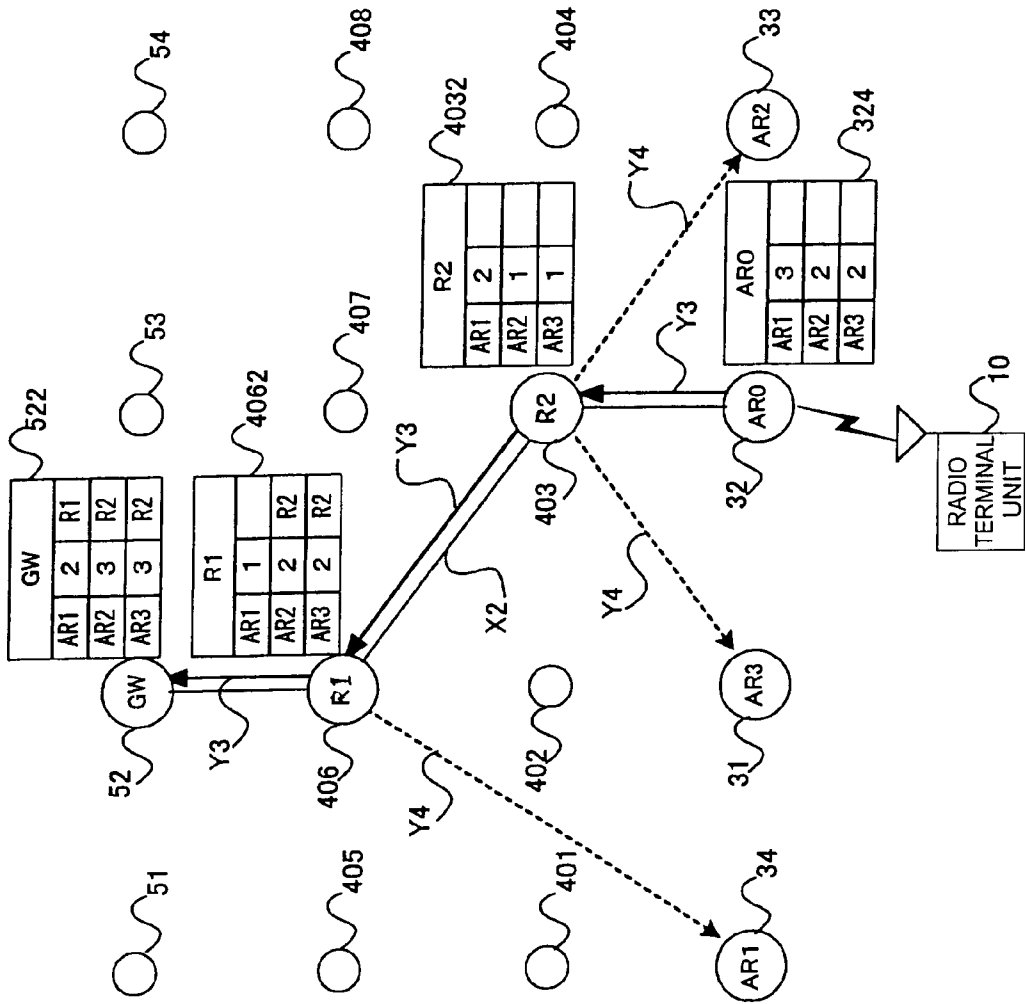 51
52
GW
522
GW
AR1 2 R1
AR2 3 R2
AR3 3 R2
53
54
Y3
405
406
R1
4062
R1
AR1 1
AR2 2 R2
AR3 2 R2
407
408
Y3
X2
Y4
401
402
403
R2
4032
R2
AR1 2
AR2 1
AR3 1
404
Y4
Y4
AR1
34
AR3
31
AR0
32
Y3
AR0
AR1 3
AR2 2
AR3 2
324
AR2
33
RADIO
TERMINAL
UNIT
10